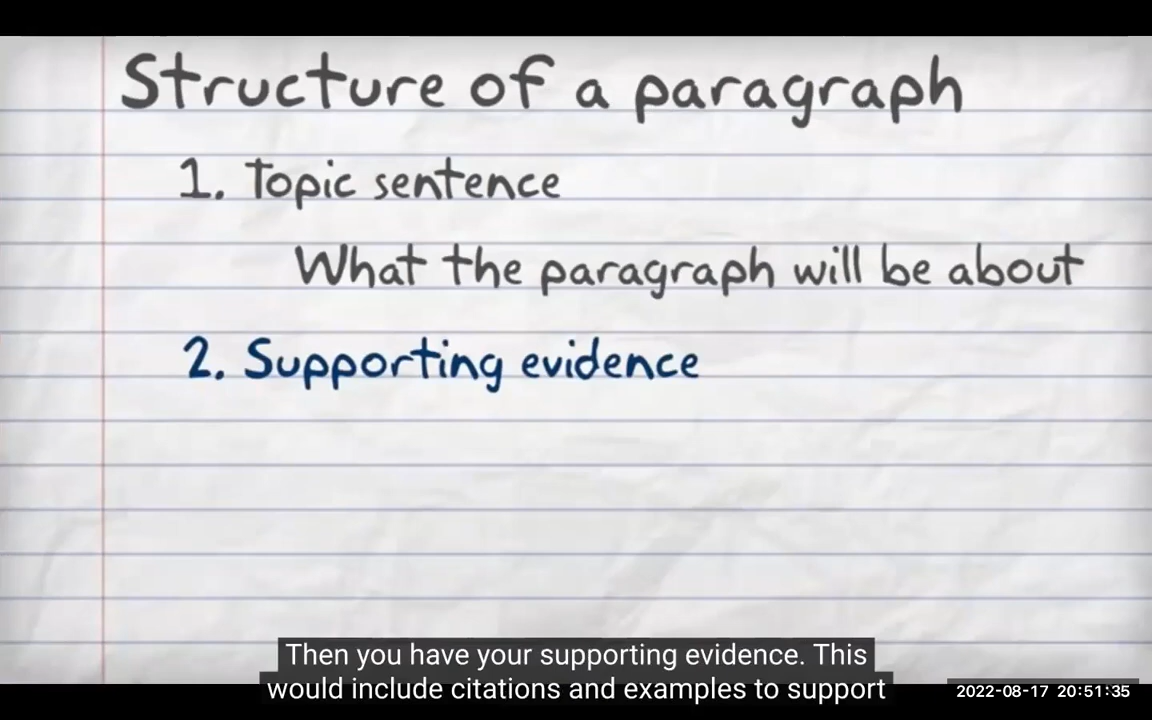 Structure of a paragraph
1. Topic sentence
What the paragraph will be about
2. Supporting evidence
Then you have your supporting evidence. This
would include citations and examples to support
2022-08-17 20:51:35